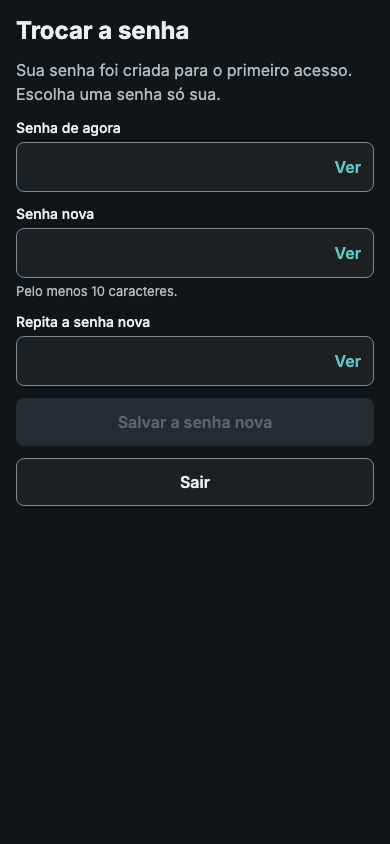 Trocar a senha
Sua senha foi criada para o primeiro acesso.
Escolha uma senha só sua.
Senha de agora
Ver
Senha nova
Ver
Pelo menos 10 caracteres.
Repita a senha nova
Ver
Salvar a senha nova
Sair